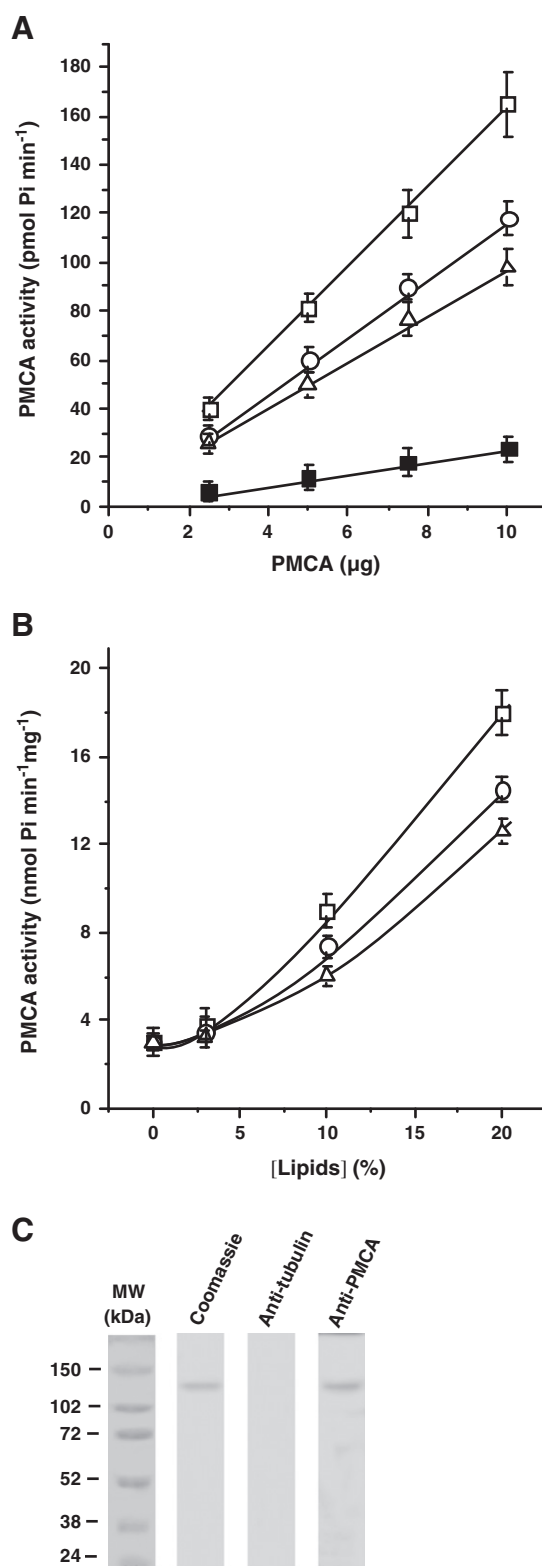 A
180
160
140
120
100
80
60
40
20
0
PMCA activity (pmol Pi min⁻¹)
0 2 4 6 8 10
PMCA (µg)
B
20
16
12
8
4
0
PMCA activity (nmol Pi min⁻¹mg⁻¹)
0 5 10 15 20
[Lipids] (%)
C
MW
(kDa)
Coomassie
Anti-tubulin
Anti-PMCA
150
102
72
52
38
24